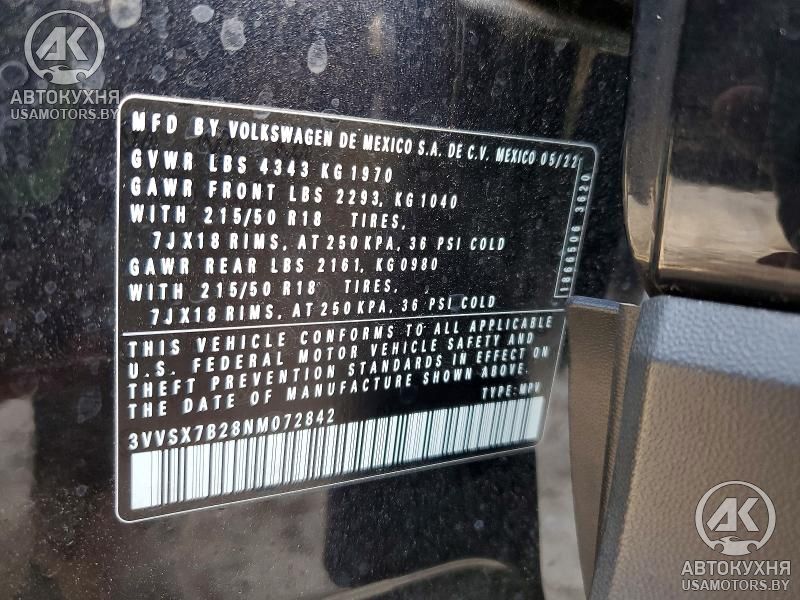 AK
АВТОКУХНЯ
USAMOTORS.BY
MFD BY VOLKSWAGEN DE MEXICO S.A. DE C.V. MEXICO 05/22
GVWR LBS 4343 KG 1970
GAWR FRONT LBS 2293, KG 1040
WITH 215/50 R18 TIRES,
7JX18 RIMS, AT 250 KPA, 36 PSI COLD
GAWR REAR LBS 2161, KG 0980
WITH 215/50 R18 TIRES,
7JX18 RIMS, AT 250 KPA, 36 PSI COLD
1866506 3620
THIS VEHICLE CONFORMS TO ALL APPLICABLE
U.S. FEDERAL MOTOR VEHICLE SAFETY AND
THEFT PREVENTION STANDARDS IN EFFECT ON
THE DATE OF MANUFACTURE SHOWN ABOVE.
TYPE: MPV
3VVSX7B28NM072842
AK
АВТОКУХНЯ
USAMOTORS.BY